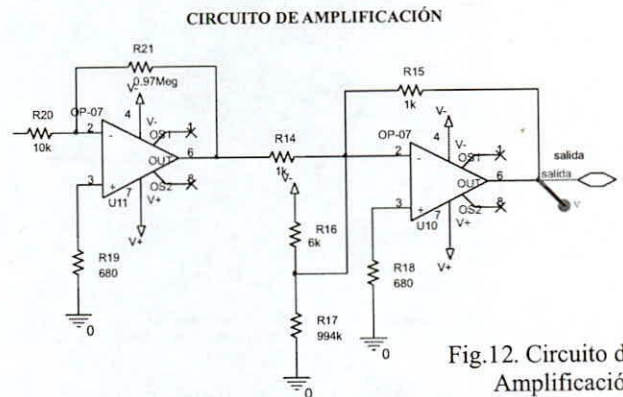 CIRCUITO DE AMPLIFICACIÓN
R21
0.97Meg
V-
R20
10k
OP-07
2
-
4
V-
OS1
1
OUT
6
3
+
7
OS2
8
U11
V+
V+
R19
680
0
R14
1k
V-
R16
6k
R17
994k
0
R15
1k
OP-07
V-
4
V-
2
-
OS1
1
OUT
6
3
+
7
OS2
8
U10
V+
V+
R18
680
0
salida
salida
V
Fig.12. Circuito d
Amplificació